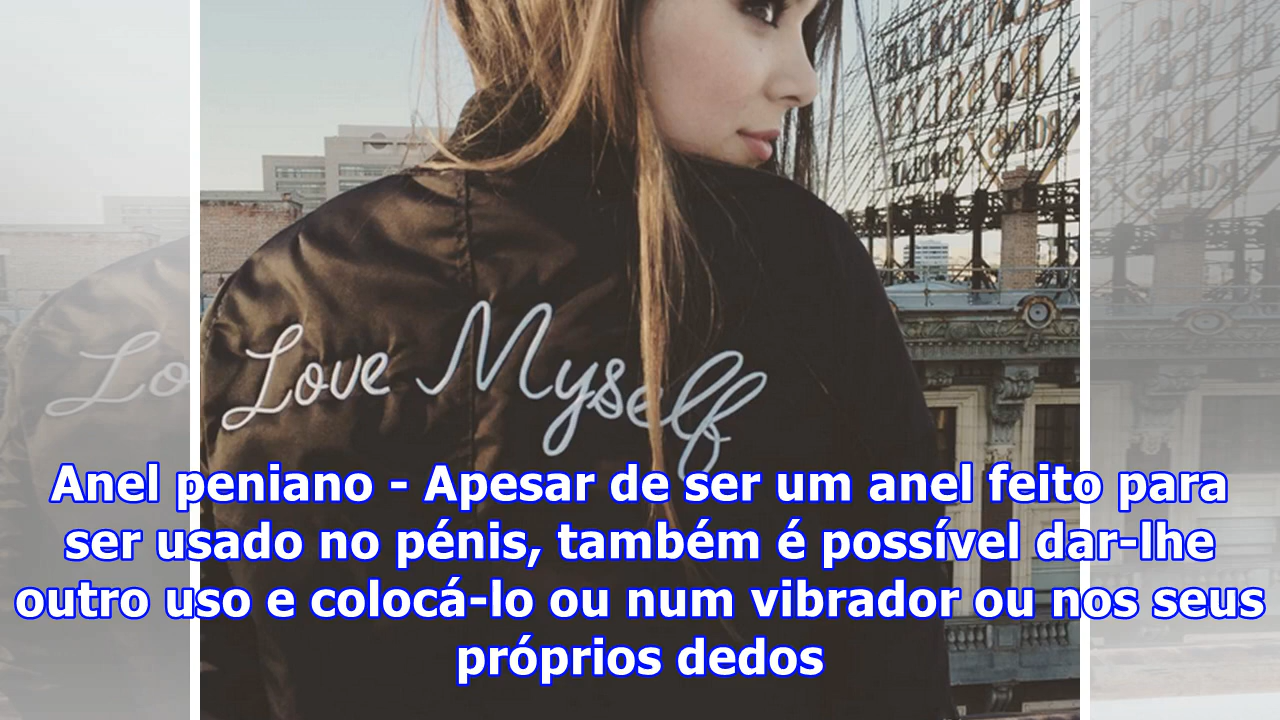 Love Myself
Anel peniano - Apesar de ser um anel feito para
ser usado no pénis, também é possível dar-lhe
outro uso e colocá-lo ou num vibrador ou nos seus
próprios dedos